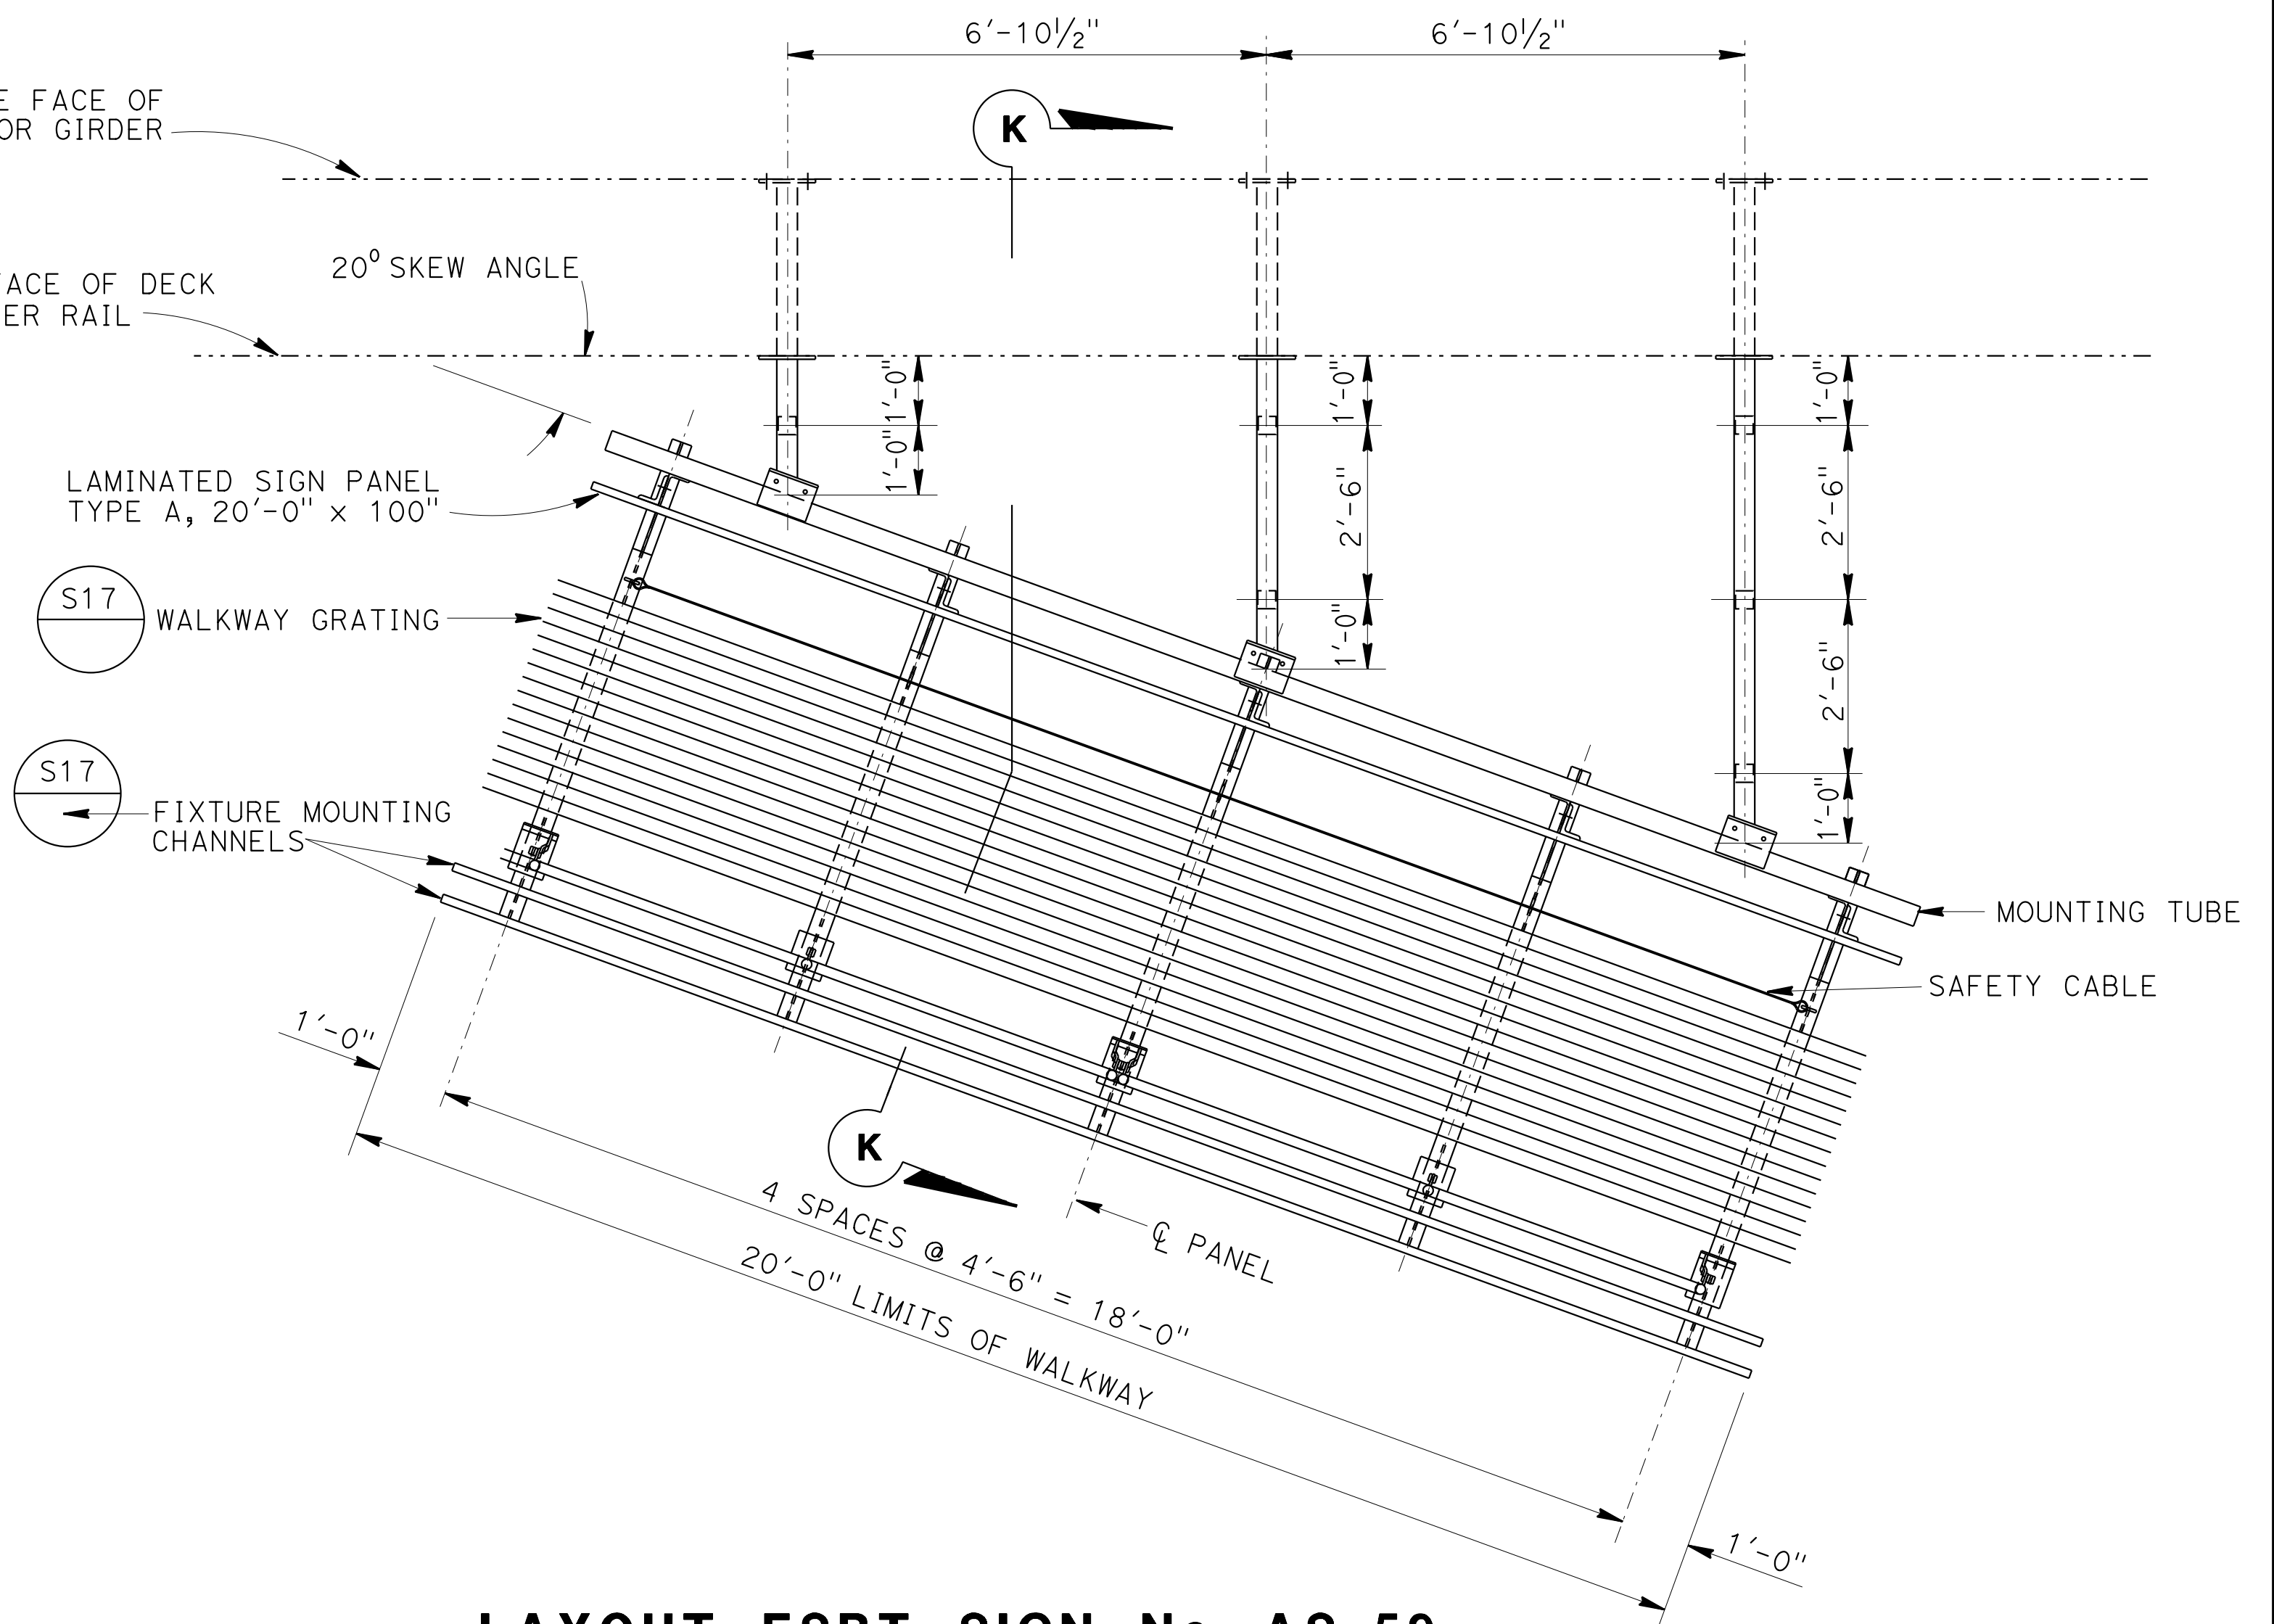 6'-10½"
6'-10½"
FACE OF
OR GIRDER
K
20° SKEW ANGLE
FACE OF DECK
ER RAIL
1'-0"
1'-0"
1'-0"
2'-6"
1'-0"
1'-0"
2'-6"
2'-6"
1'-0"
LAMINATED SIGN PANEL
TYPE A, 20'-0" x 100"
S17
WALKWAY GRATING
S17
FIXTURE MOUNTING
CHANNELS
MOUNTING TUBE
SAFETY CABLE
1'-0"
K
4 SPACES @ 4'-6" = 18'-0"
℄ PANEL
20'-0" LIMITS OF WALKWAY
1'-0"